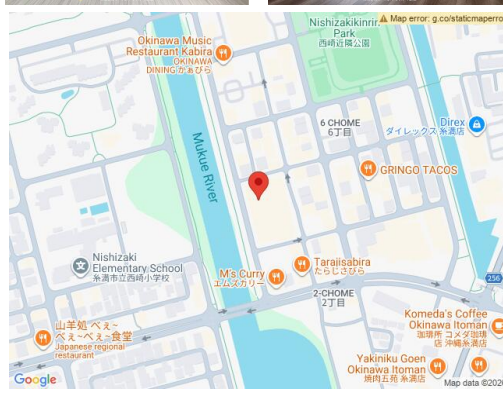 Map error: g.co/staticmaperror
Nishizakikinrin
Park
西崎近隣公園
Okinawa Music
Restaurant Kabira
OKINAWA
DINING かぁびら
6 CHOME
6丁目
Direx
ダイレックス 糸満店
GRINGO TACOS
Mukue River
Nishizaki
Elementary School
糸満市立西崎小学校
Tarajisabira
たらじさびら
M's Curry
エムズカリー
256
2-CHOME
2丁目
山羊処 べぇ~
べぇ~べぇ~食堂
Japanese regional
restaurant
Komeda's Coffee
Okinawa Itoman
珈琲所 コメダ珈琲
店 沖縄糸満店
Yakiniku Goen
Okinawa Itoman
焼肉五苑 糸満店
Google
Map data ©2026